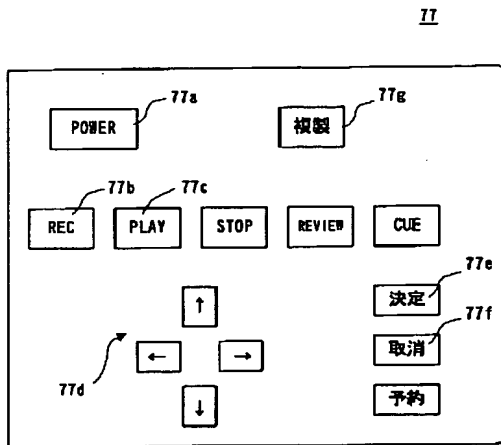 77
77a
77g
POWER
複製
77b
77c
REC
PLAY
STOP
REVIEW
CUE
77e
決定
↑
77f
取消
←
→
77d
予約
↓